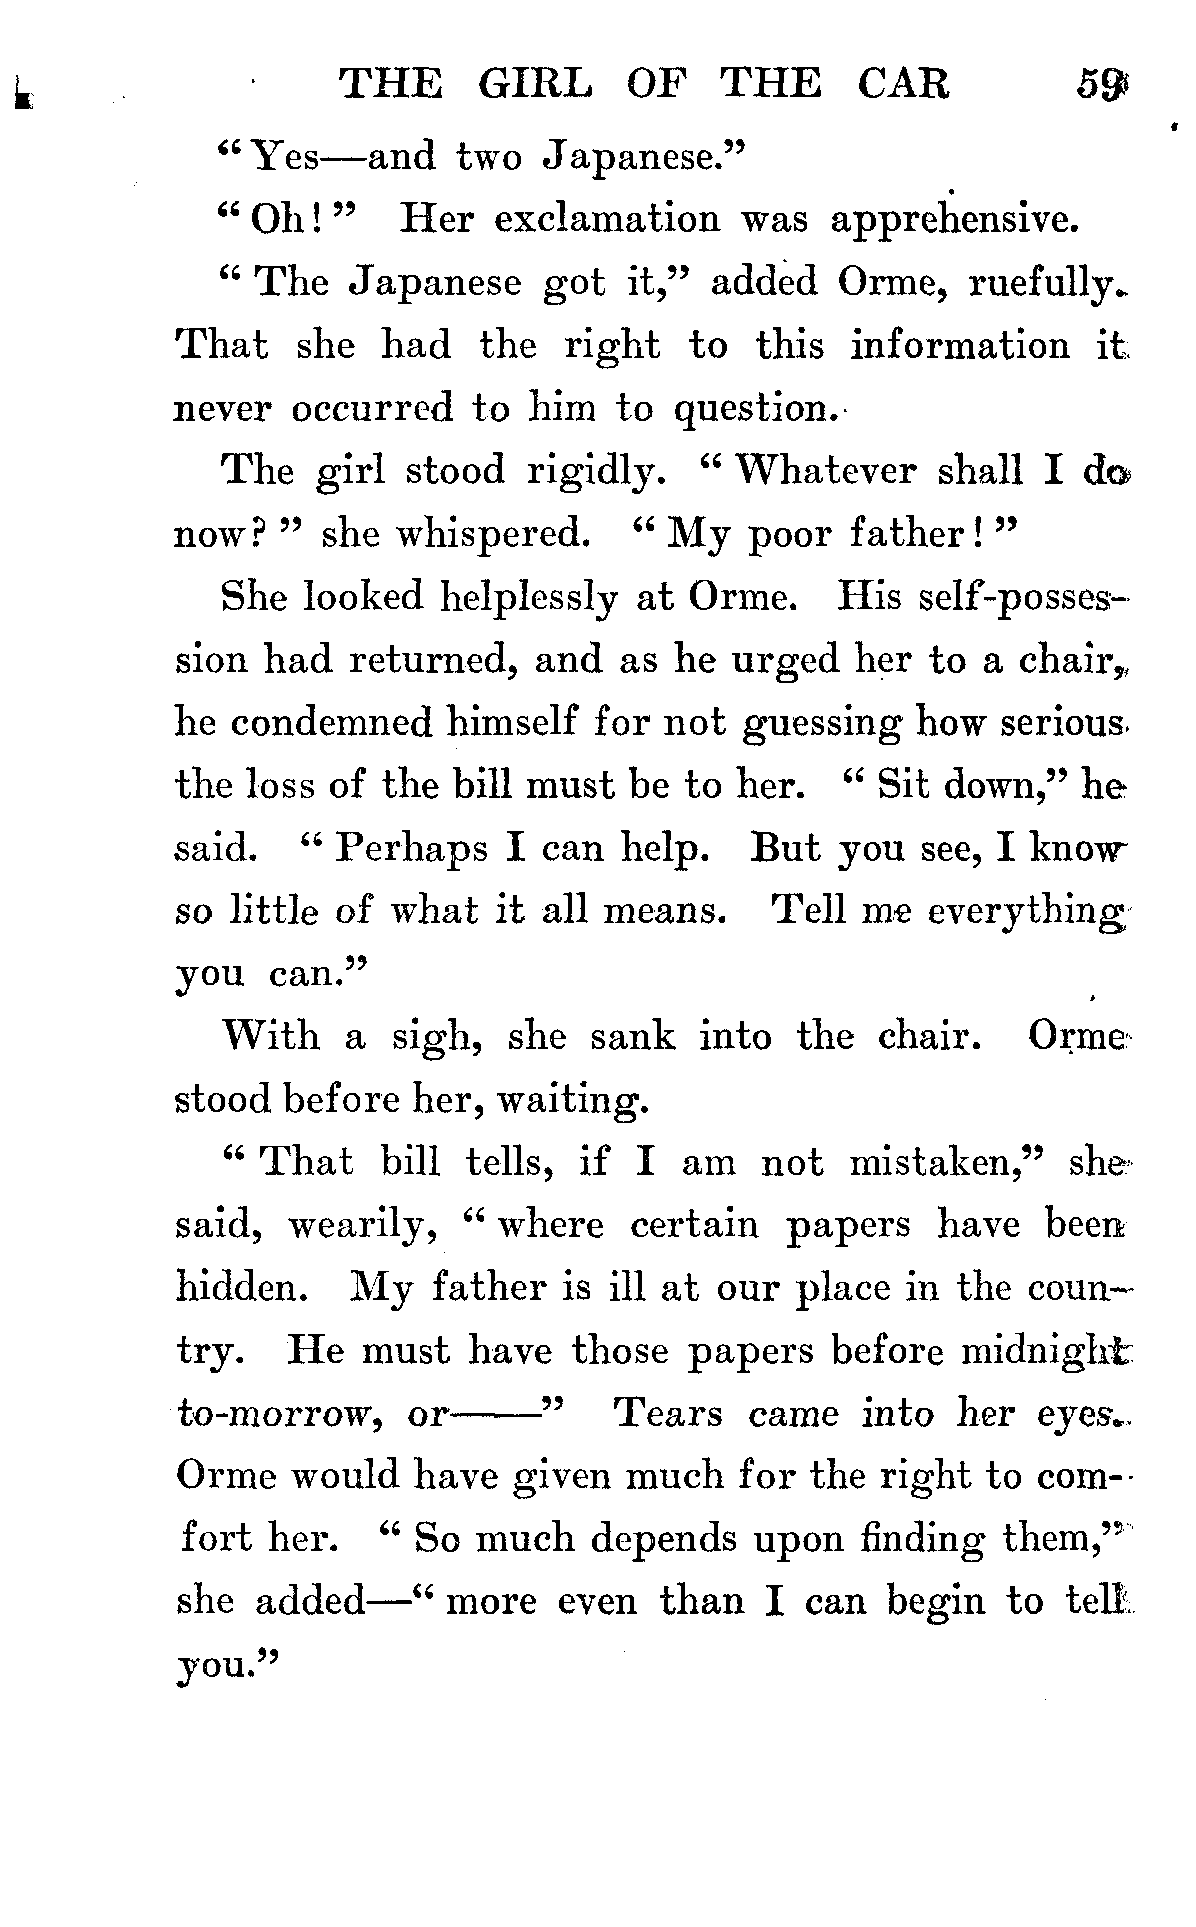 THE GIRL OF THE CAR 59
“Yes—and two Japanese.”
“Oh!” Her exclamation was apprehensive.
“The Japanese got it,” added Orme, ruefully.
That she had the right to this information it
never occurred to him to question.
The girl stood rigidly. “Whatever shall I do
now?” she whispered. “My poor father!”
She looked helplessly at Orme. His self-posses-
sion had returned, and as he urged her to a chair,
he condemned himself for not guessing how serious
the loss of the bill must be to her. “Sit down,” he
said. “Perhaps I can help. But you see, I know
so little of what it all means. Tell me everything
you can.”
With a sigh, she sank into the chair. Orme
stood before her, waiting.
“That bill tells, if I am not mistaken,” she
said, wearily, “where certain papers have been
hidden. My father is ill at our place in the coun-
try. He must have those papers before midnight
to-morrow, or——” Tears came into her eyes.
Orme would have given much for the right to com-
fort her. “So much depends upon finding them,”
she added—“more even than I can begin to tell
you.”